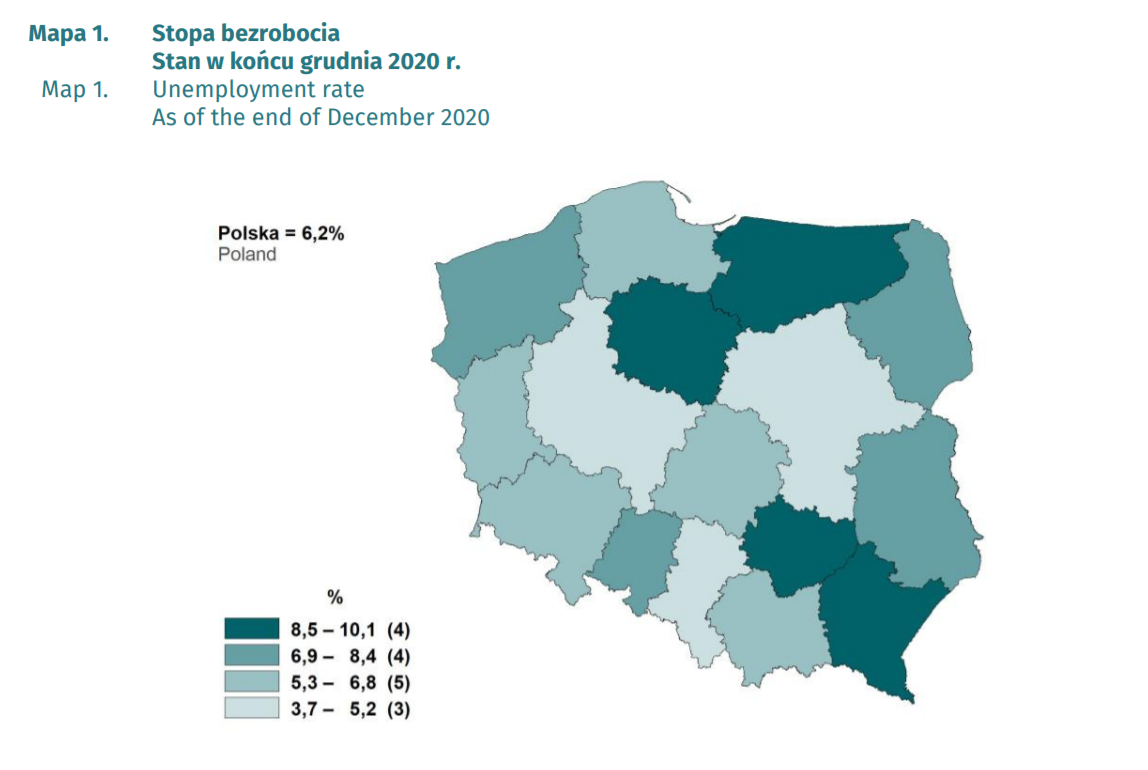 Mapa 1. Stopa bezrobocia
Stan w końcu grudnia 2020 r.
Map 1. Unemployment rate
As of the end of December 2020
Polska = 6,2%
Poland
%
8,5 – 10,1 (4)
6,9 – 8,4 (4)
5,3 – 6,8 (5)
3,7 – 5,2 (3)